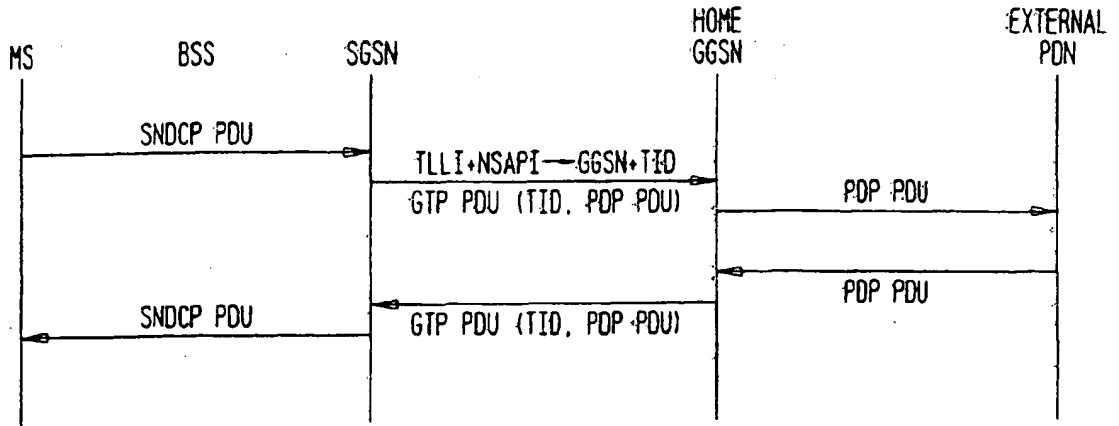 MS
BSS
SGSN
HOME
GGSN
EXTERNAL
PDN
SNDCP PDU
TLLI+NSAPI→GGSN+TID
GTP PDU (TID, PDP PDU)
PDP PDU
PDP PDU
GTP PDU (TID, PDP PDU)
SNDCP PDU